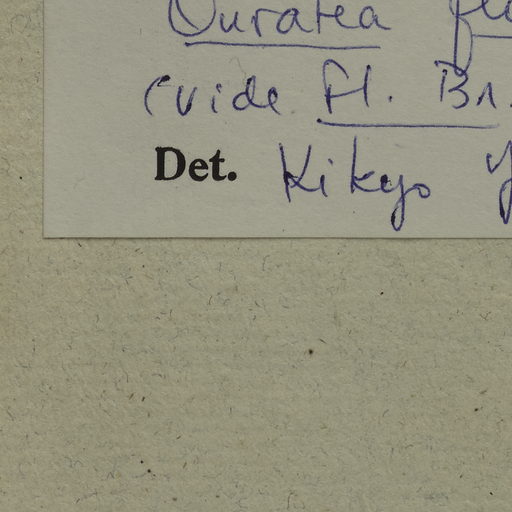 Ouratea
(vide Fl. Br.
Det. Kikyo Y